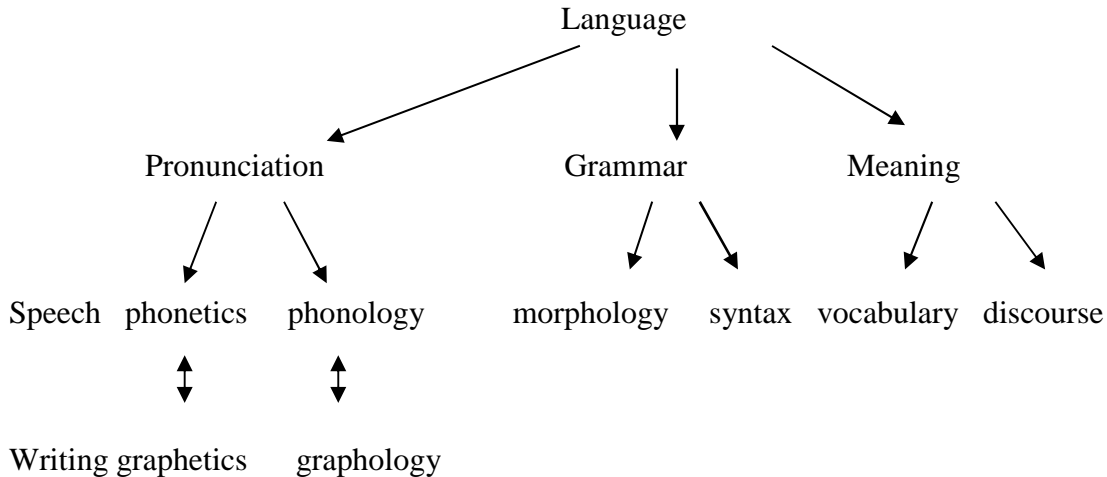 Language
Pronunciation Grammar Meaning
Speech phonetics phonology morphology syntax vocabulary discourse
Writing graphetics graphology